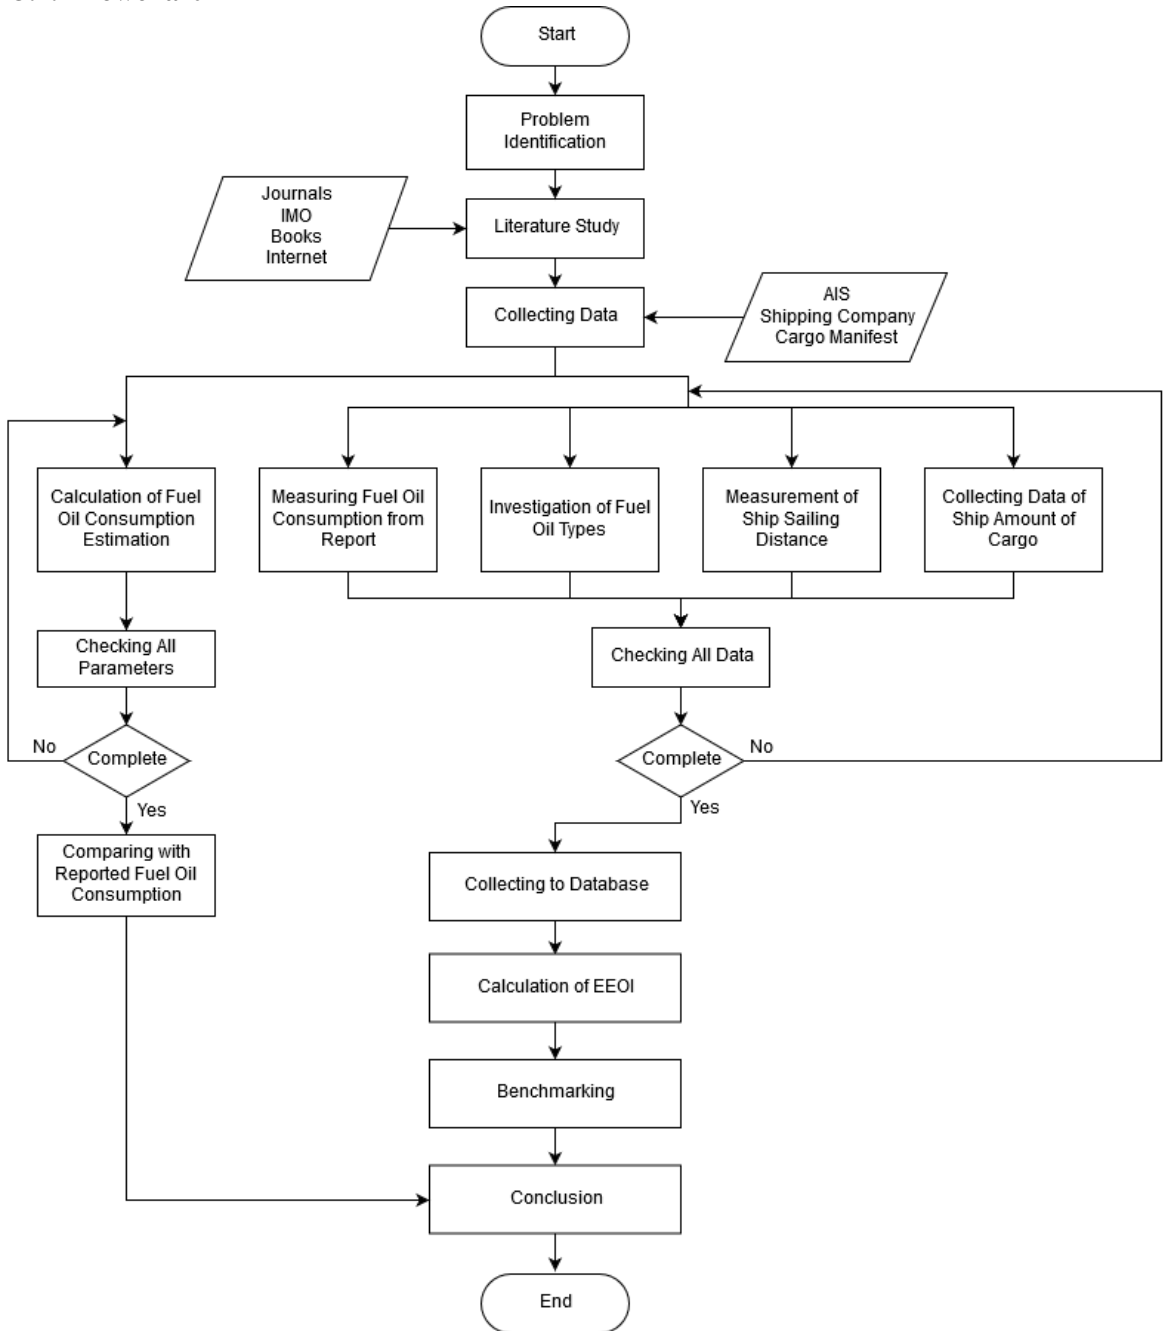 Start
Problem
Identification
Journals
IMO
Books
Internet
Literature Study
Collecting Data
AIS
Shipping Company
Cargo Manifest
Calculation of Fuel
Oil Consumption
Estimation
Measuring Fuel Oil
Consumption from
Report
Investigation of Fuel
Oil Types
Measurement of
Ship Sailing
Distance
Collecting Data of
Ship Amount of
Cargo
Checking All
Parameters
Checking All Data
No
Complete
Yes
Complete
No
Yes
Comparing with
Reported Fuel Oil
Consumption
Collecting to Database
Calculation of EEOI
Benchmarking
Conclusion
End